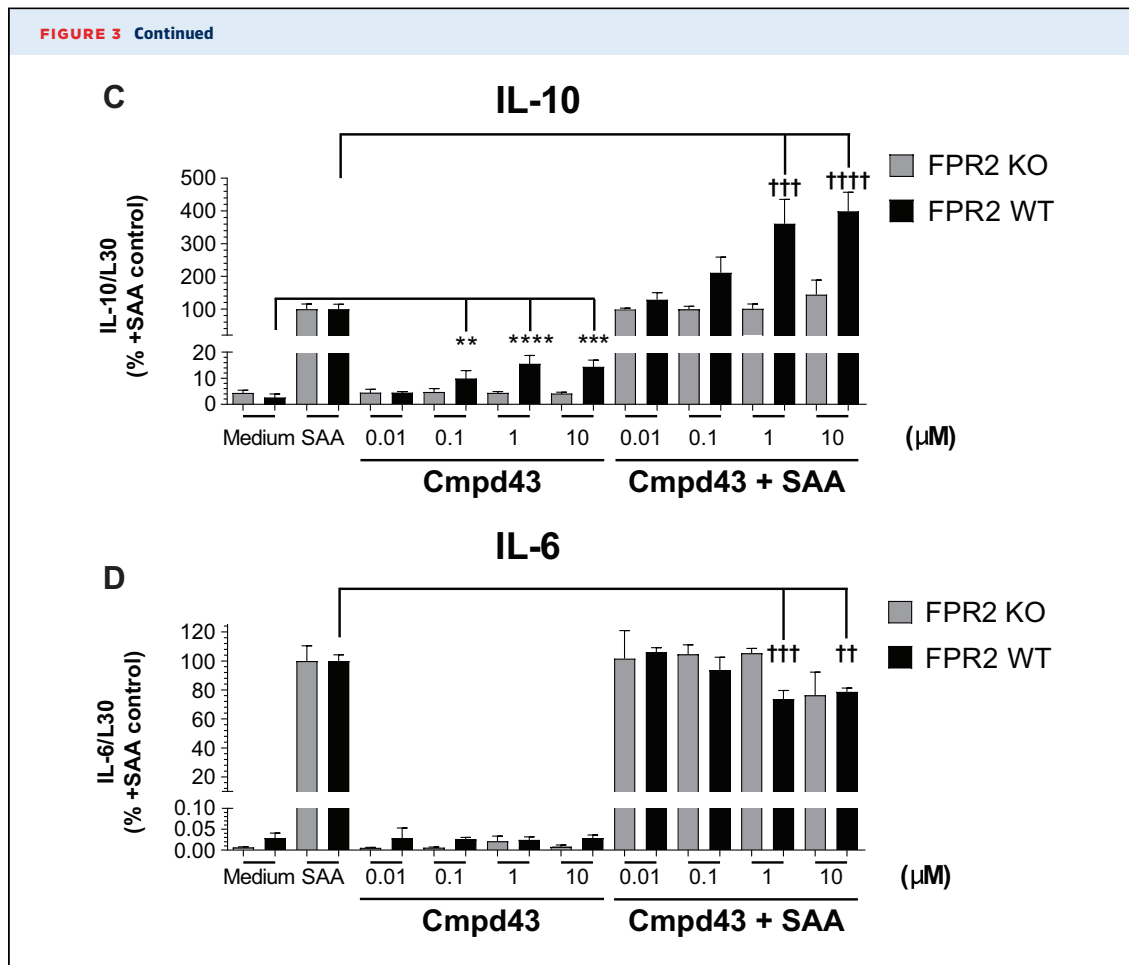 FIGURE 3 Continued
C
IL-10
FPR2 KO
FPR2 WT
IL-10/L30
(% +SAA control)
500
400
300
200
100
20
10
0
** **** ***
††† ††††
Medium SAA 0.01 0.1 1 10 0.01 0.1 1 10 (µM)
Cmpd43 Cmpd43 + SAA
D
IL-6
FPR2 KO
FPR2 WT
IL-6/L30
(% +SAA control)
120
100
80
60
40
20
0.10
0.05
0.00
††† ††
Medium SAA 0.01 0.1 1 10 0.01 0.1 1 10 (µM)
Cmpd43 Cmpd43 + SAA